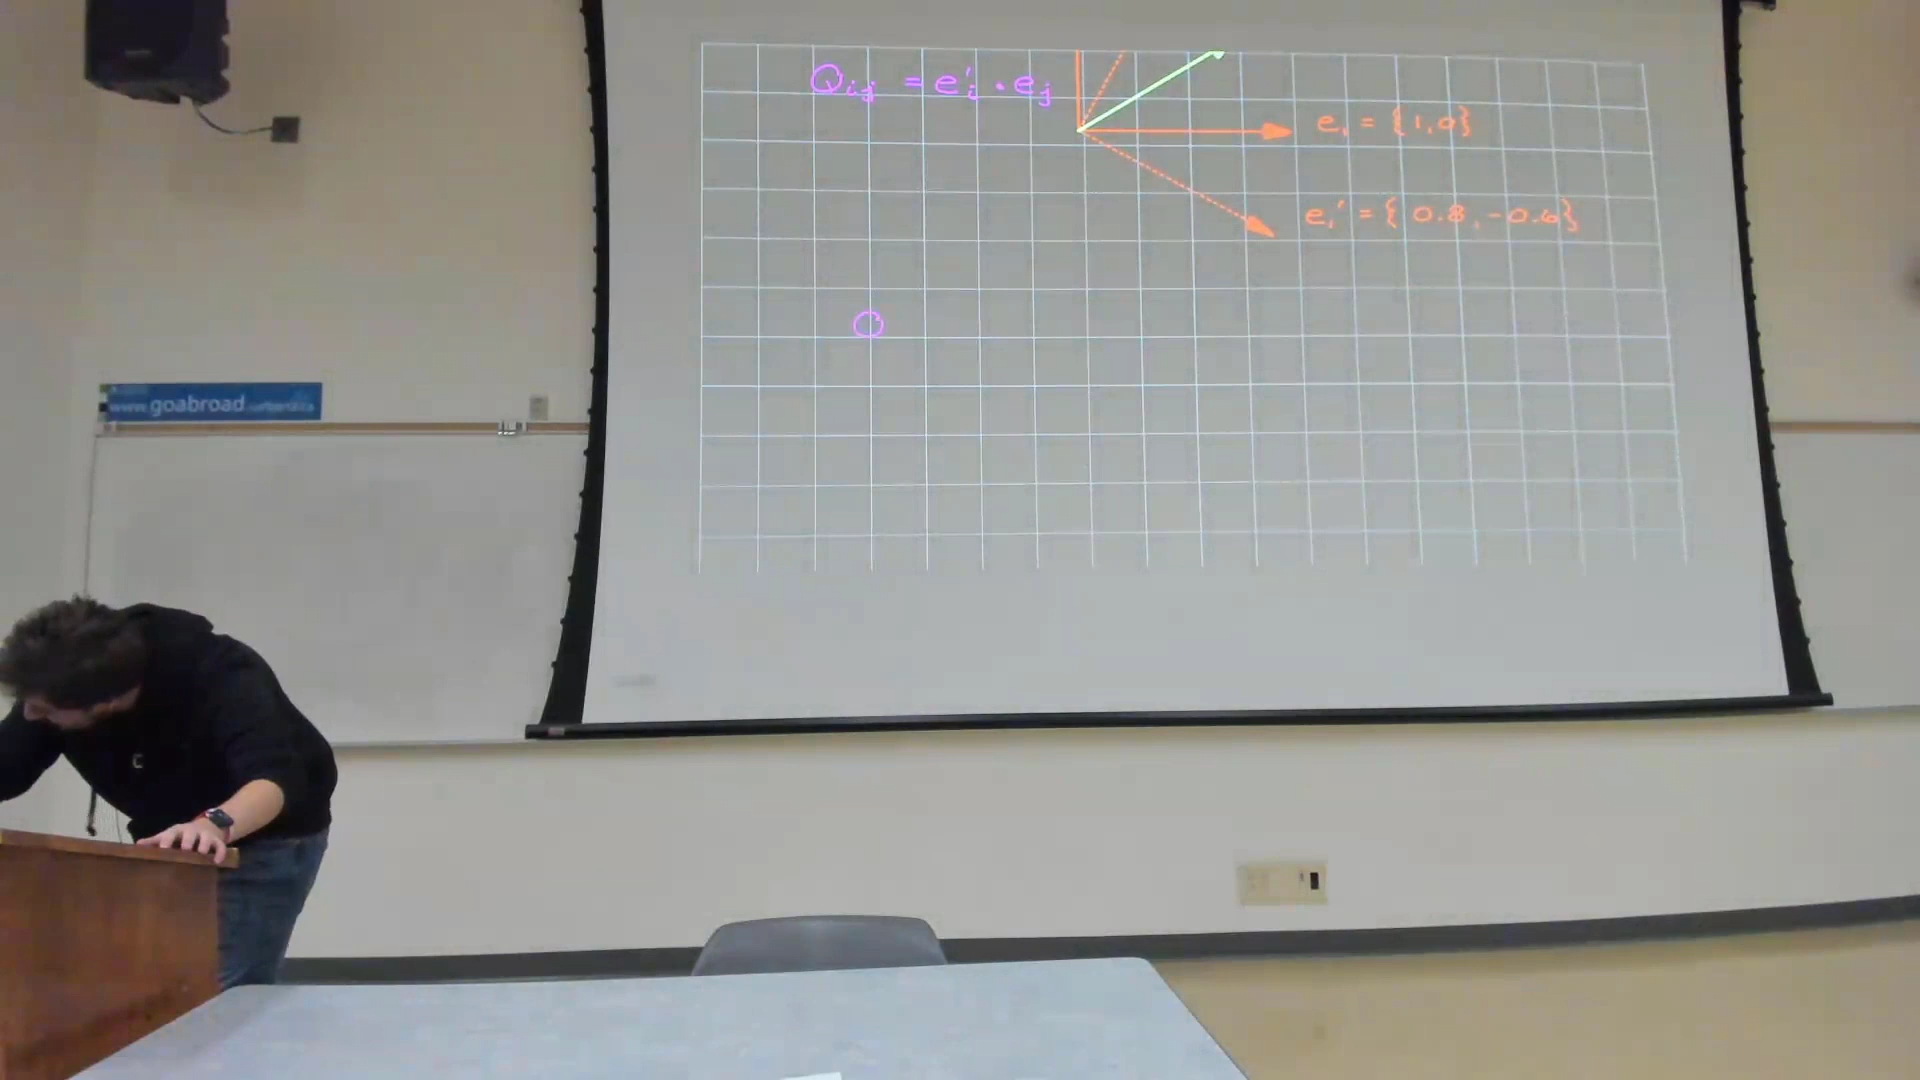 Qij = e'i · ej
e1 = {1,0}
e1' = {0.8, -0.6}
O
www.goabroad